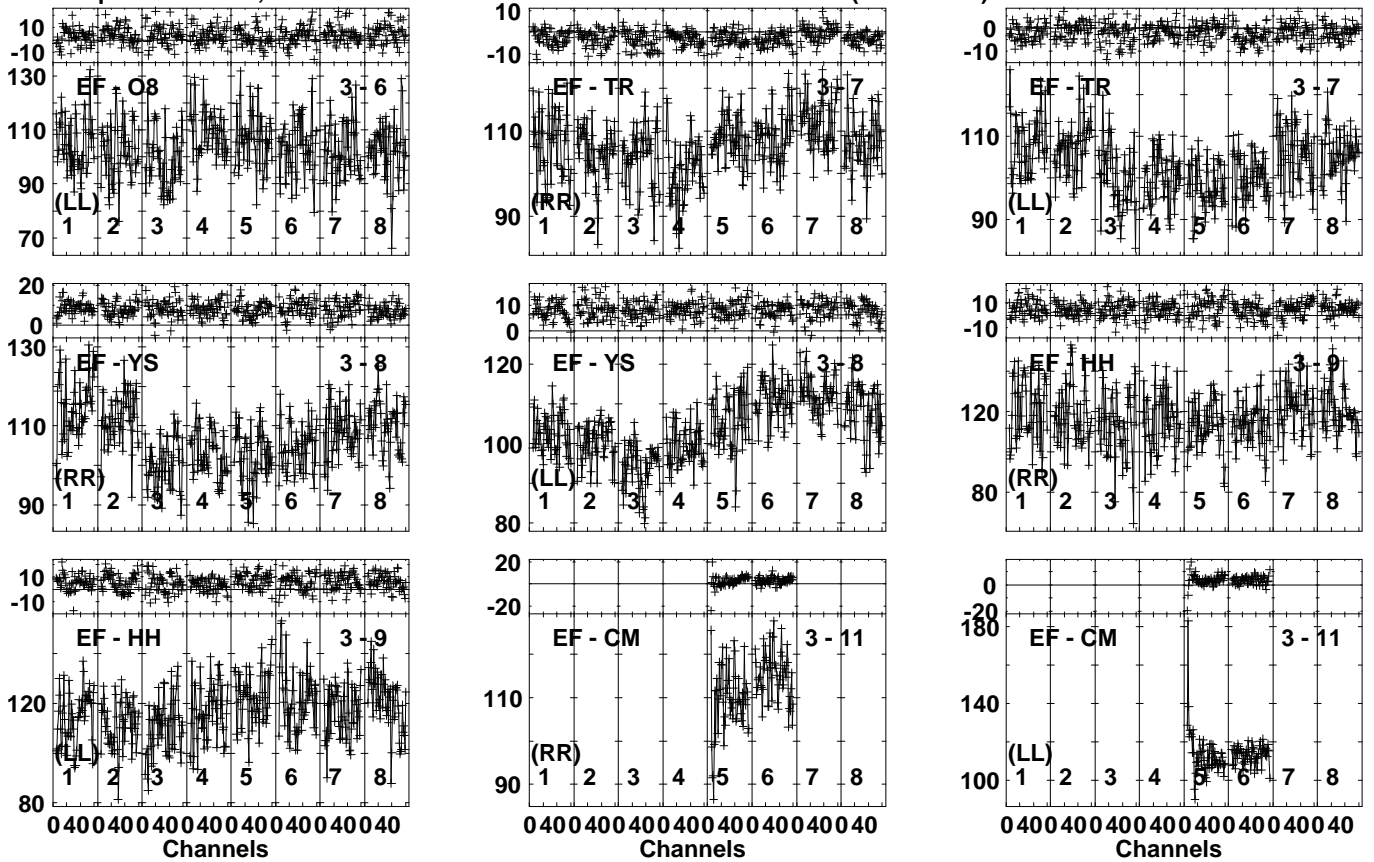 10 10 0
-10 -10 -10
130 EF - O8 3 - 6 EF - TR 3 - 7 EF - TR 3 - 7
110 110 110
90
(LL) (RR) (LL)
90 90
1 2 3 4 5 6 7 8 1 2 3 4 5 6 7 8 1 2 3 4 5 6 7 8
70
20 10 10
0 0 -10
130 EF - YS 3 - 8 120 EF - YS 3 - 8 EF - HH 3 - 9
110 100 120
(RR) (LL) (RR)
90 80
1 2 3 4 5 6 7 8 1 2 3 4 5 6 7 8 1 2 3 4 5 6 7 8
80
10 20 0
-10 -20 -20
EF - HH 3 - 9 EF - CM 3 - 11 180 EF - CM 3 - 11
120 110 140
(LL) (RR) (LL)
1 2 3 4 5 6 7 8 90 1 2 3 4 5 6 7 8 100 1 2 3 4 5 6 7 8
80
0 40 0 40 0 40 0 40 0 40 0 40 0 40 0 40 0 40 0 40 0 40 0 40 0 40 0 40 0 40 0 40 0 40 0 40 0 40 0 40 0 40 0 40 0 40 0 40
Channels Channels Channels